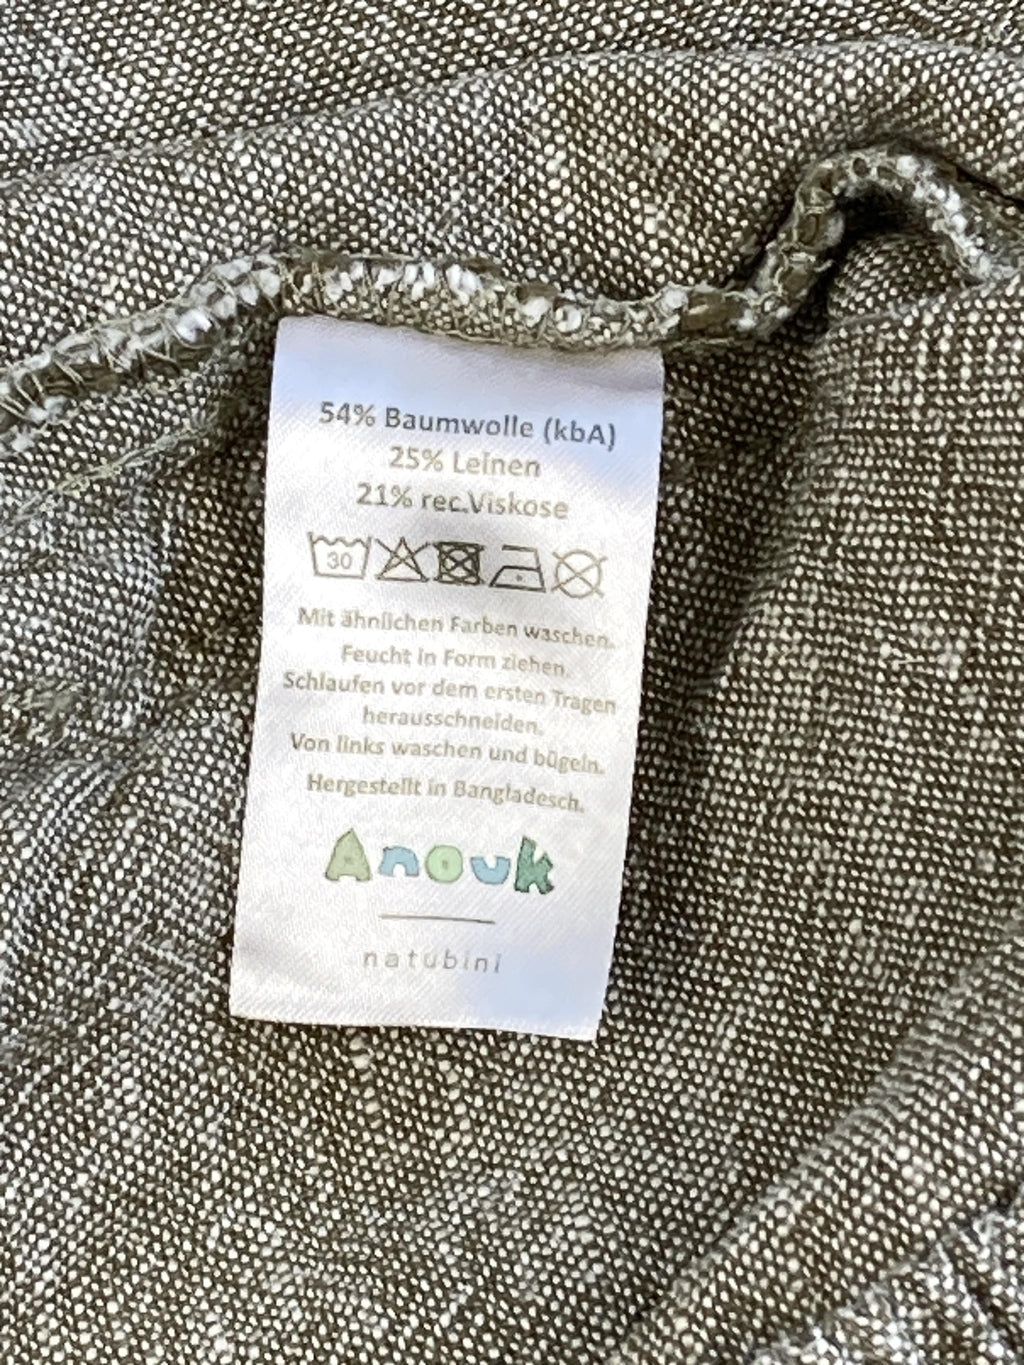 54% Baumwolle (kbA)
25% Leinen
21% rec.Viskose
30
Mit ähnlichen Farben waschen.
Feucht in Form ziehen.
Schlaufen vor dem ersten Tragen
herausschneiden.
Von links waschen und bügeln.
Hergestellt in Bangladesch.
Anouk
natubini